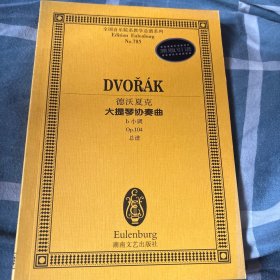 全国音乐院系教学总谱系列
Edition Eulenburg
No.785
DVOŘÁK
德沃夏克
大提琴协奏曲
b小调
Op.104
总谱
Eulenburg
湖南文艺出版社